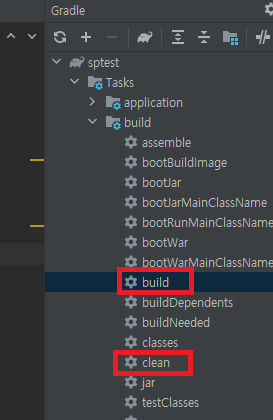 Gradle
sptest
Tasks
application
build
assemble
bootBuildImage
bootJar
bootJarMainClassName
bootRunMainClassName
bootWar
bootWarMainClassName
build
buildDependents
buildNeeded
classes
clean
jar
testClasses